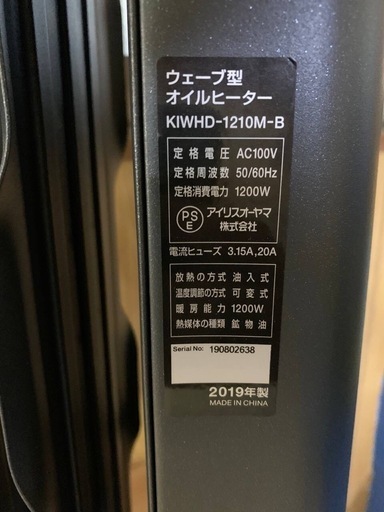 ウェーブ型
オイルヒーター
KIWHD-1210M-B
定格電圧 AC100V
定格周波数 50/60Hz
定格消費電力 1200W
PSE アイリスオーヤマ
株式会社
電流ヒューズ 3.15A,20A
放熱の方式 油入式
温度調節の方式 可変式
暖房能力 1200W
熱媒体の種類 鉱物油
Serial No: 190802638
2019年製
MADE IN CHINA